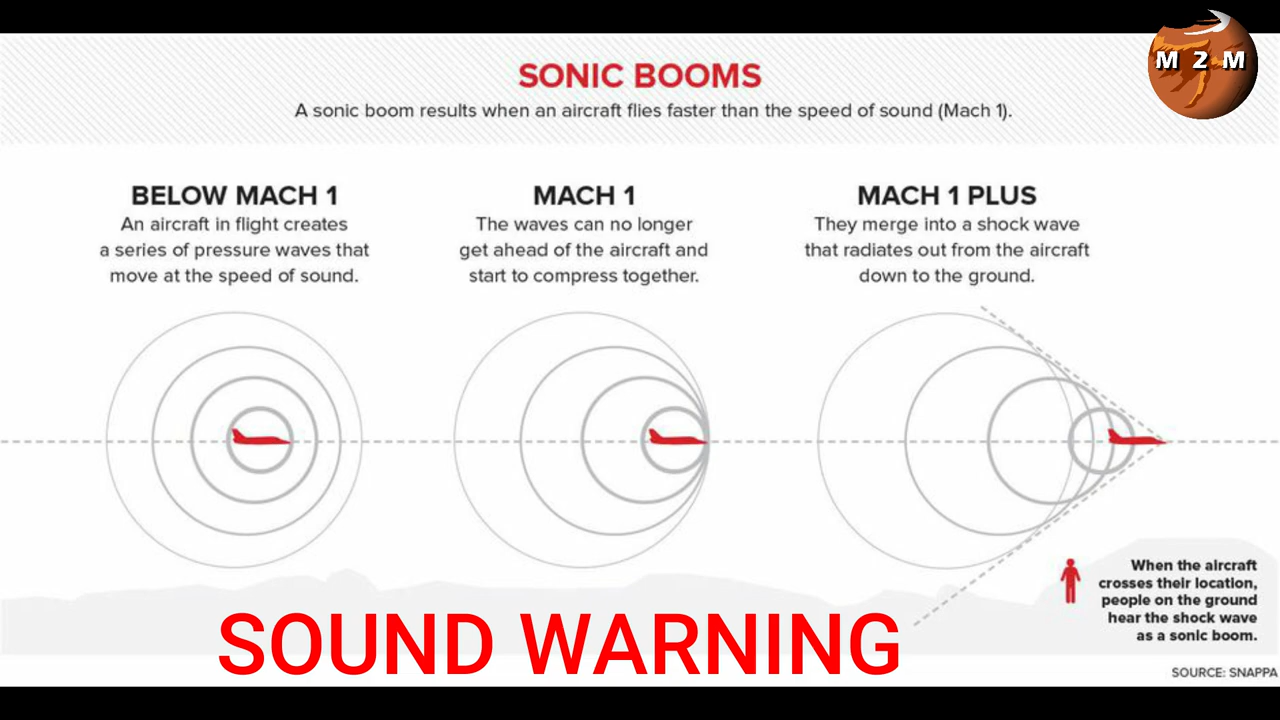 M 2 M
SONIC BOOMS
A sonic boom results when an aircraft flies faster than the speed of sound (Mach 1).
BELOW MACH 1
An aircraft in flight creates
a series of pressure waves that
move at the speed of sound.
MACH 1
The waves can no longer
get ahead of the aircraft and
start to compress together.
MACH 1 PLUS
They merge into a shock wave
that radiates out from the aircraft
down to the ground.
When the aircraft
crosses their location,
people on the ground
hear the shock wave
as a sonic boom.
SOUND WARNING
SOURCE: SNAPPA